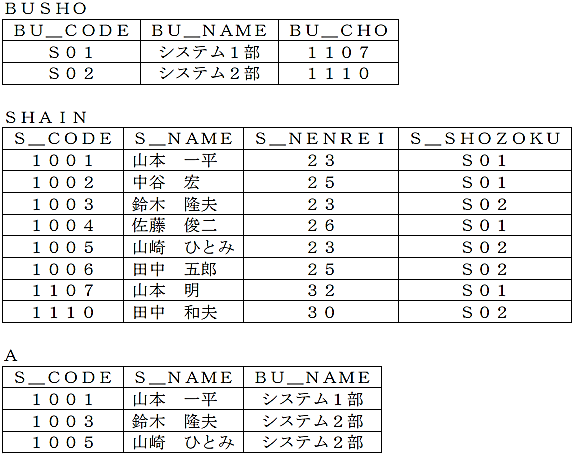 ＢＵＳＨＯ
ＢＵ＿ＣＯＤＥ ＢＵ＿ＮＡＭＥ ＢＵ＿ＣＨＯ
Ｓ０１ システム１部 １１０７
Ｓ０２ システム２部 １１１０
ＳＨＡＩＮ
Ｓ＿ＣＯＤＥ Ｓ＿ＮＡＭＥ Ｓ＿ＮＥＮＲＥＩ Ｓ＿ＳＨＯＺＯＫＵ
１００１ 山本　一平 ２３ Ｓ０１
１００２ 中谷　宏 ２５ Ｓ０１
１００３ 鈴木　隆夫 ２３ Ｓ０２
１００４ 佐藤　俊二 ２６ Ｓ０１
１００５ 山崎　ひとみ ２３ Ｓ０２
１００６ 田中　五郎 ２５ Ｓ０２
１１０７ 山本　明 ３２ Ｓ０１
１１１０ 田中　和夫 ３０ Ｓ０２
Ａ
Ｓ＿ＣＯＤＥ Ｓ＿ＮＡＭＥ ＢＵ＿ＮＡＭＥ
１００１ 山本　一平 システム１部
１００３ 鈴木　隆夫 システム２部
１００５ 山崎　ひとみ システム２部